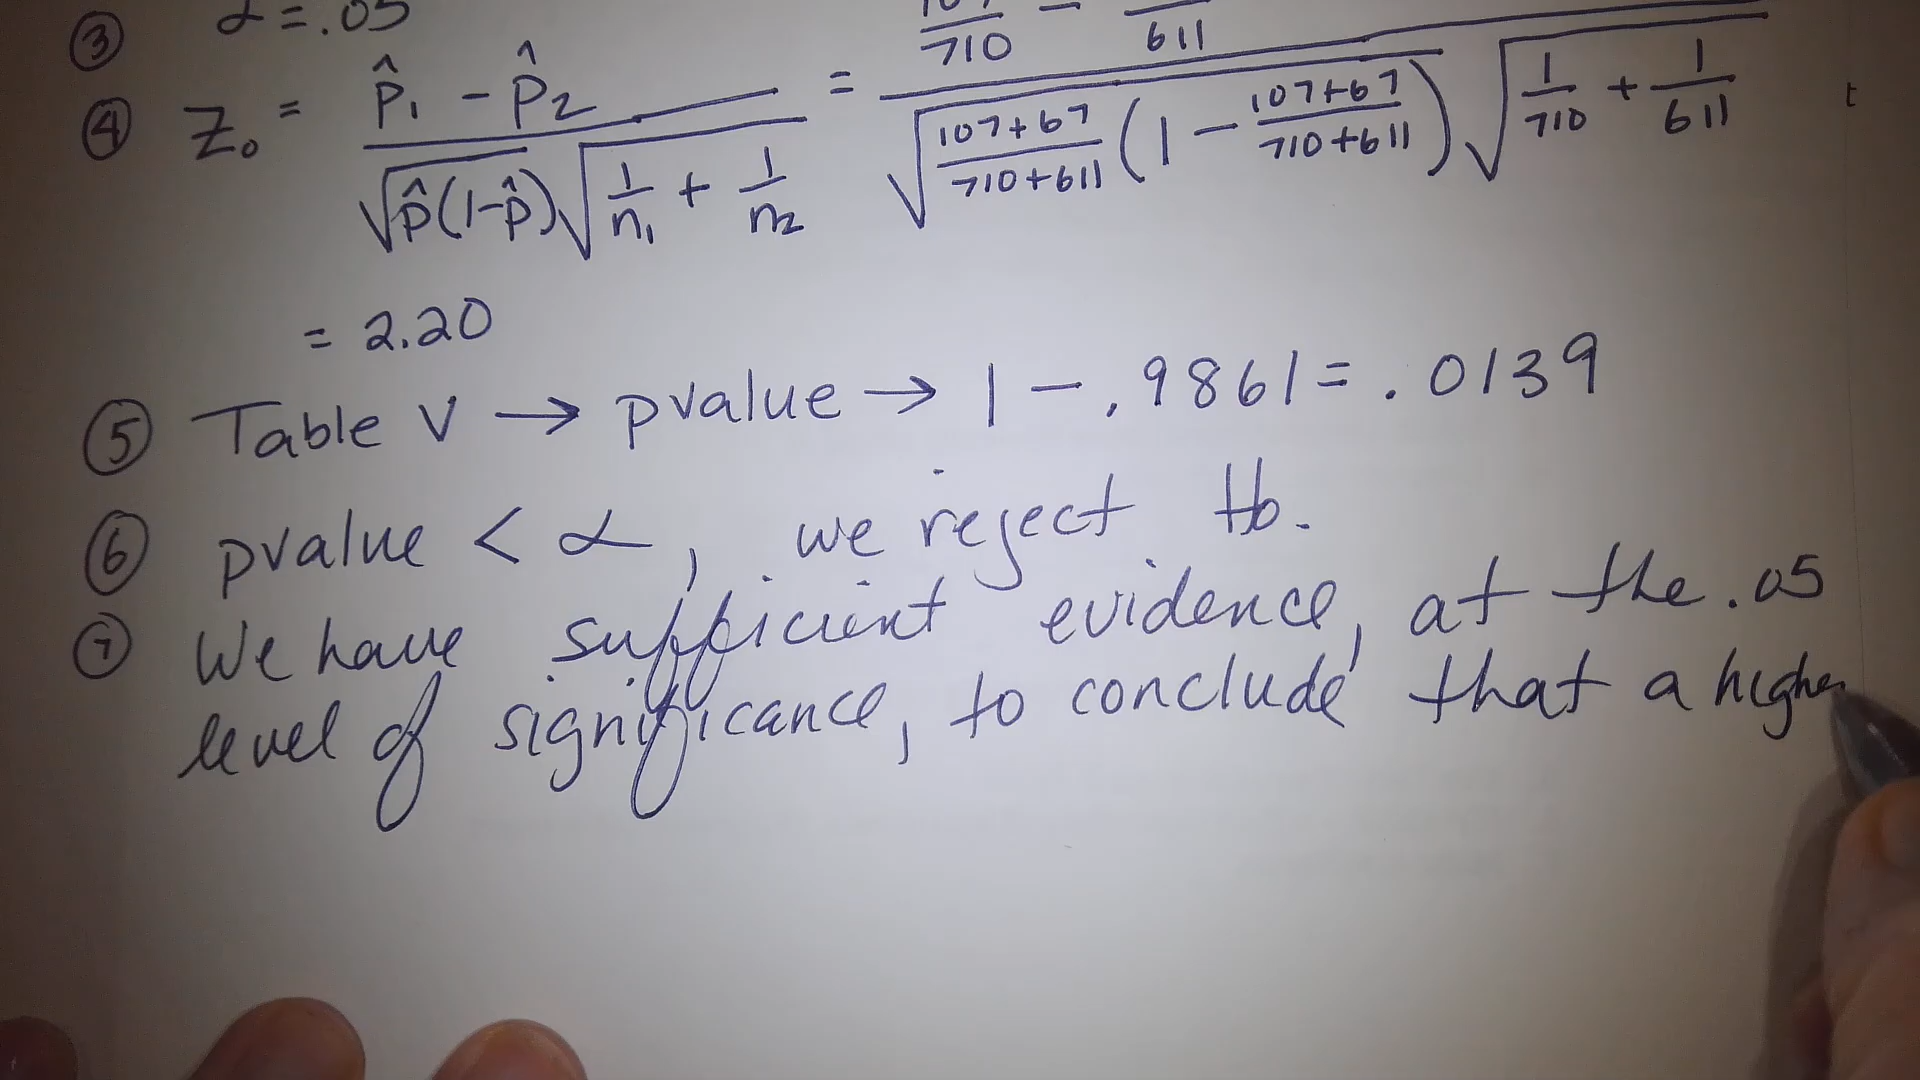 ③ α = .05
④ Z₀ = (p̂₁ - p̂₂) / (√(p̂(1-p̂)) √(1/n₁ + 1/n₂)) = (107/710 - /611) / (√((107+67)/(710+611) (1 - (107+67)/(710+611))) √(1/710 + 1/611))
= 2.20
⑤ Table V → pvalue → 1 - .9861 = .0139
⑥ pvalue < α, we reject H₀.
⑦ We have sufficient evidence, at the .05
level of significance, to conclude that a higher